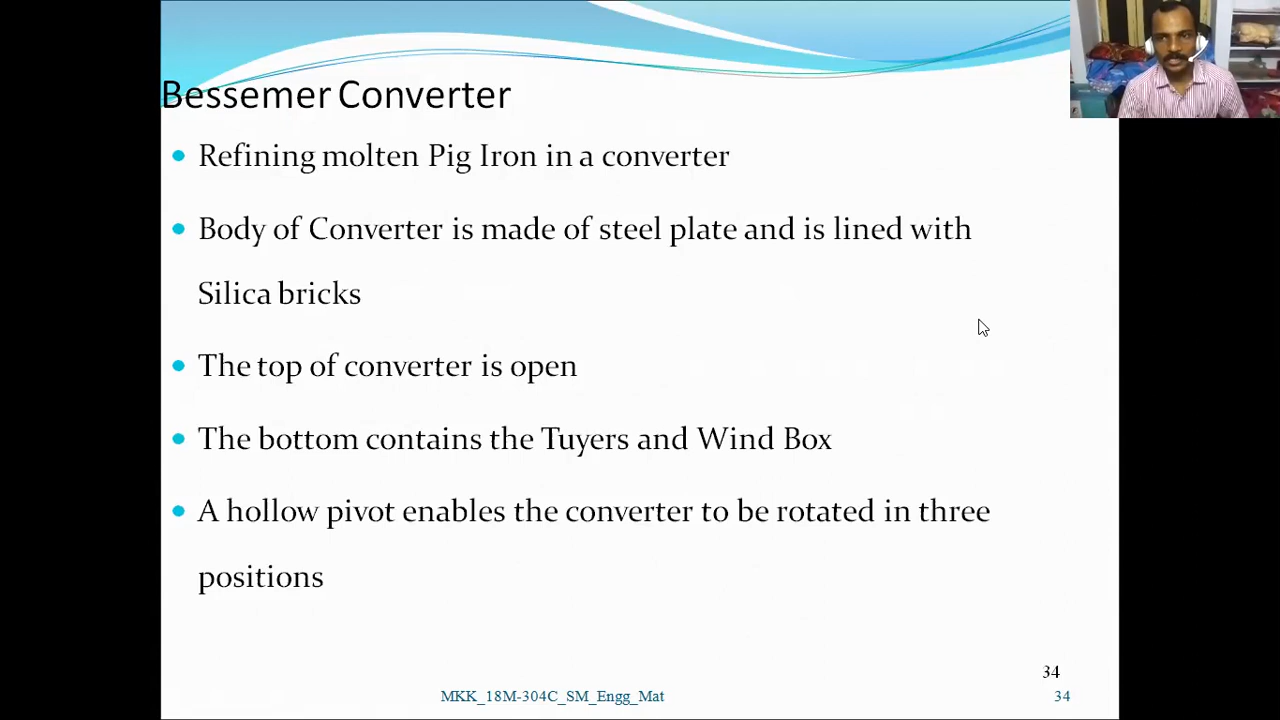 Bessemer Converter
Refining molten Pig Iron in a converter
Body of Converter is made of steel plate and is lined with
Silica bricks
The top of converter is open
The bottom contains the Tuyers and Wind Box
A hollow pivot enables the converter to be rotated in three
positions
34
MKK_18M-304C_SM_Engg_Mat
34